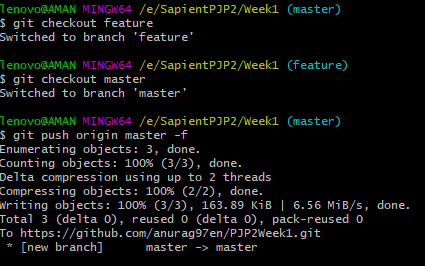 lenovo@AMAN MINGW64 /e/SapientPJP2/Week1 (master)
$ git checkout feature
Switched to branch 'feature'
lenovo@AMAN MINGW64 /e/SapientPJP2/Week1 (feature)
$ git checkout master
Switched to branch 'master'
lenovo@AMAN MINGW64 /e/SapientPJP2/Week1 (master)
$ git push origin master -f
Enumerating objects: 3, done.
Counting objects: 100% (3/3), done.
Delta compression using up to 2 threads
Compressing objects: 100% (2/2), done.
Writing objects: 100% (3/3), 163.89 KiB | 6.56 MiB/s, done.
Total 3 (delta 0), reused 0 (delta 0), pack-reused 0
To https://github.com/anurag97en/PJP2Week1.git
 * [new branch]      master -> master